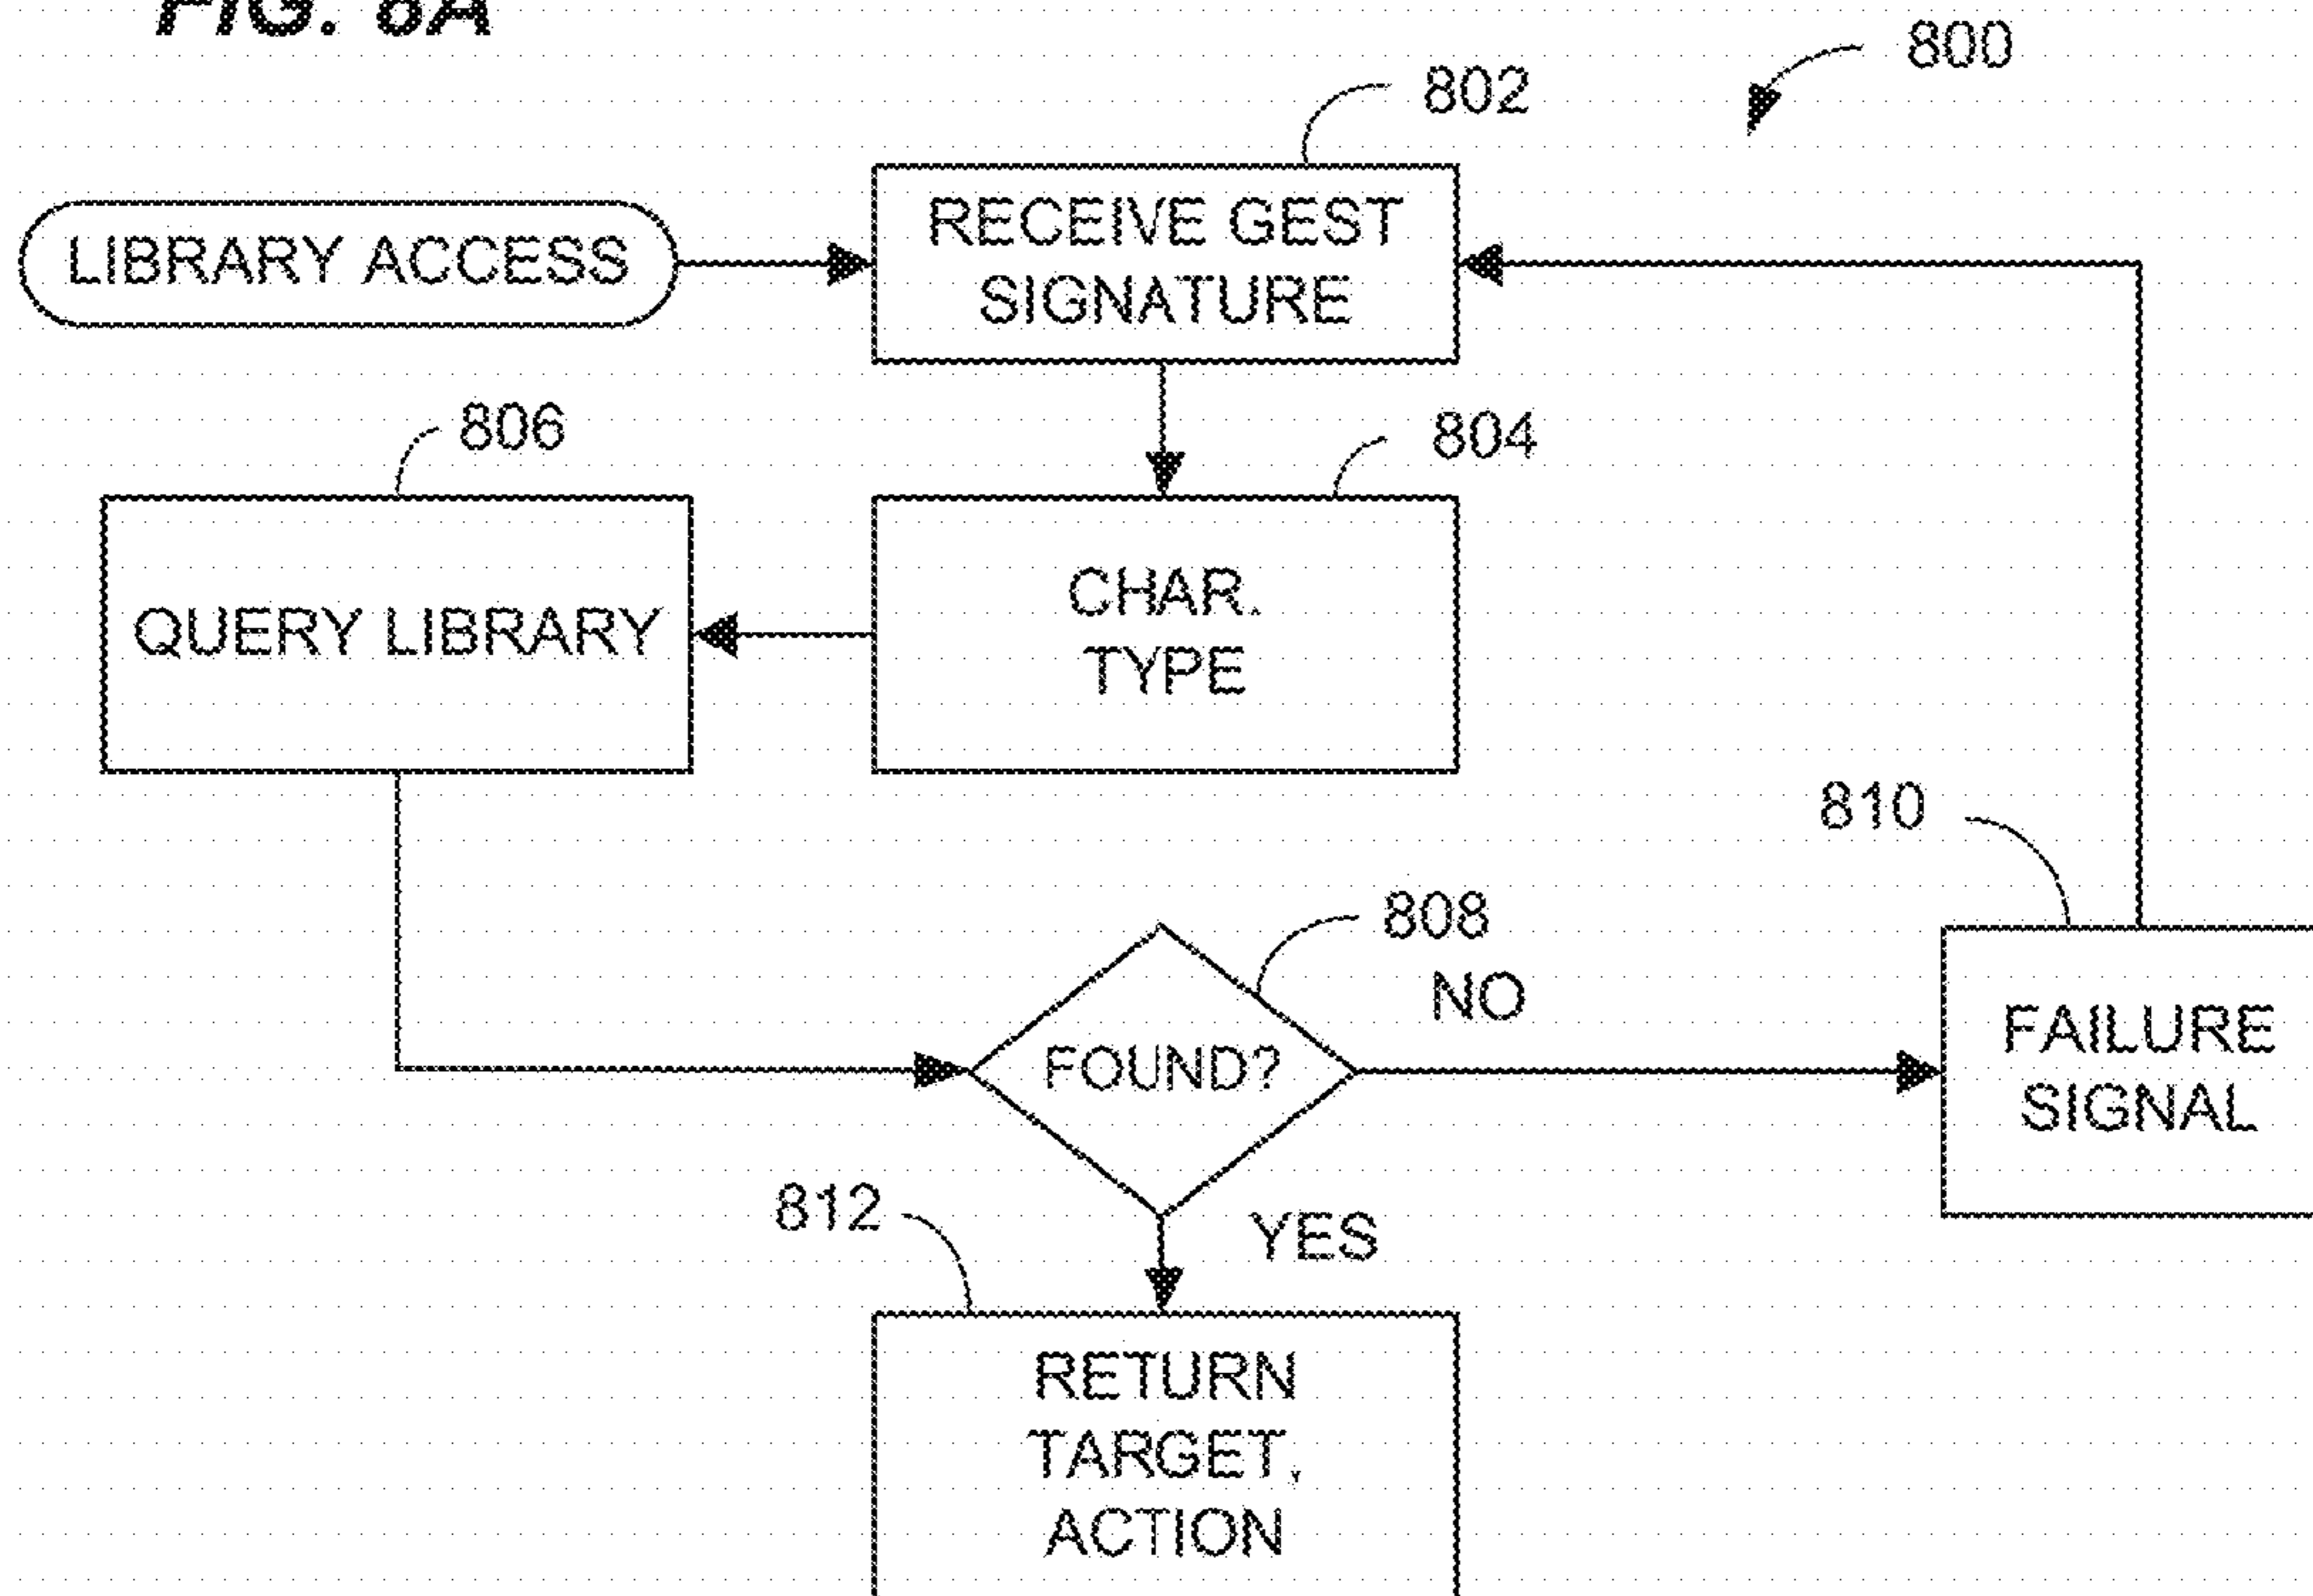 FIG. 8A
800
802
LIBRARY ACCESS
RECEIVE GEST
SIGNATURE
806
804
QUERY LIBRARY
CHAR.
TYPE
810
808
NO
FOUND?
FAILURE
SIGNAL
812
YES
RETURN
TARGET,
ACTION